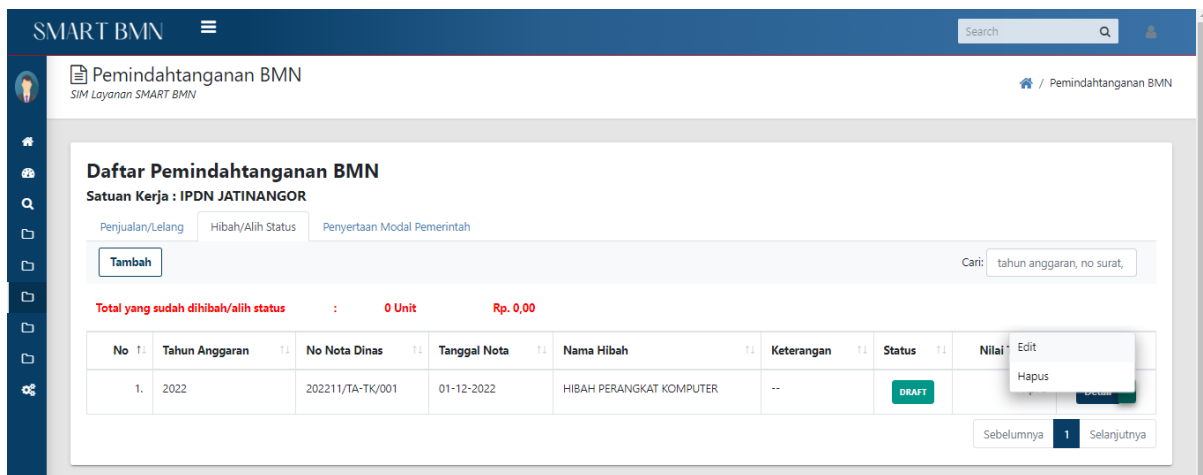 SMART BMN
Search
Pemindahtanganan BMN
SIM Layanan SMART BMN
/ Pemindahtanganan BMN
Daftar Pemindahtanganan BMN
Satuan Kerja : IPDN JATINANGOR
Penjualan/Lelang Hibah/Alih Status Penyertaan Modal Pemerintah
Tambah Cari: tahun anggaran, no surat,
Total yang sudah dihibah/alih status : 0 Unit Rp. 0,00
No Tahun Anggaran No Nota Dinas Tanggal Nota Nama Hibah Keterangan Status Nilai
Edit
Hapus
1. 2022 202211/TA-TK/001 01-12-2022 HIBAH PERANGKAT KOMPUTER -- DRAFT Detail
Sebelumnya 1 Selanjutnya